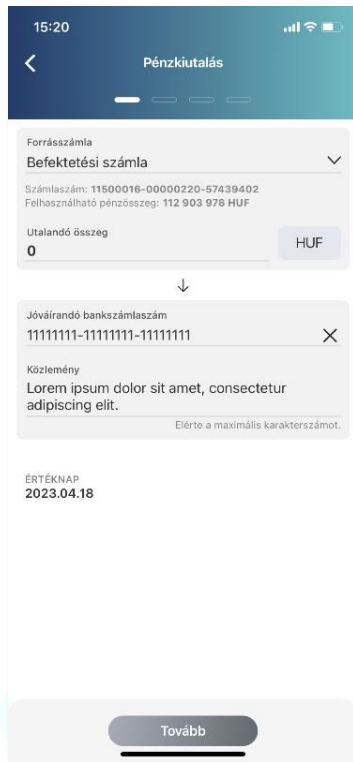 15:20
Pénzkiutalás
Forrásszámla
Befektetési számla
Számlaszám: 11500016-00000220-57439402
Felhasználható pénzösszeg: 112 903 978 HUF
Utalandó összeg
0
HUF
Jóváírandó bankszámlaszám
11111111-11111111-11111111
Közlemény
Lorem ipsum dolor sit amet, consectetur
adipiscing elit.
Elérte a maximális karakterszámot.
ÉRTÉKNAP
2023.04.18
Tovább